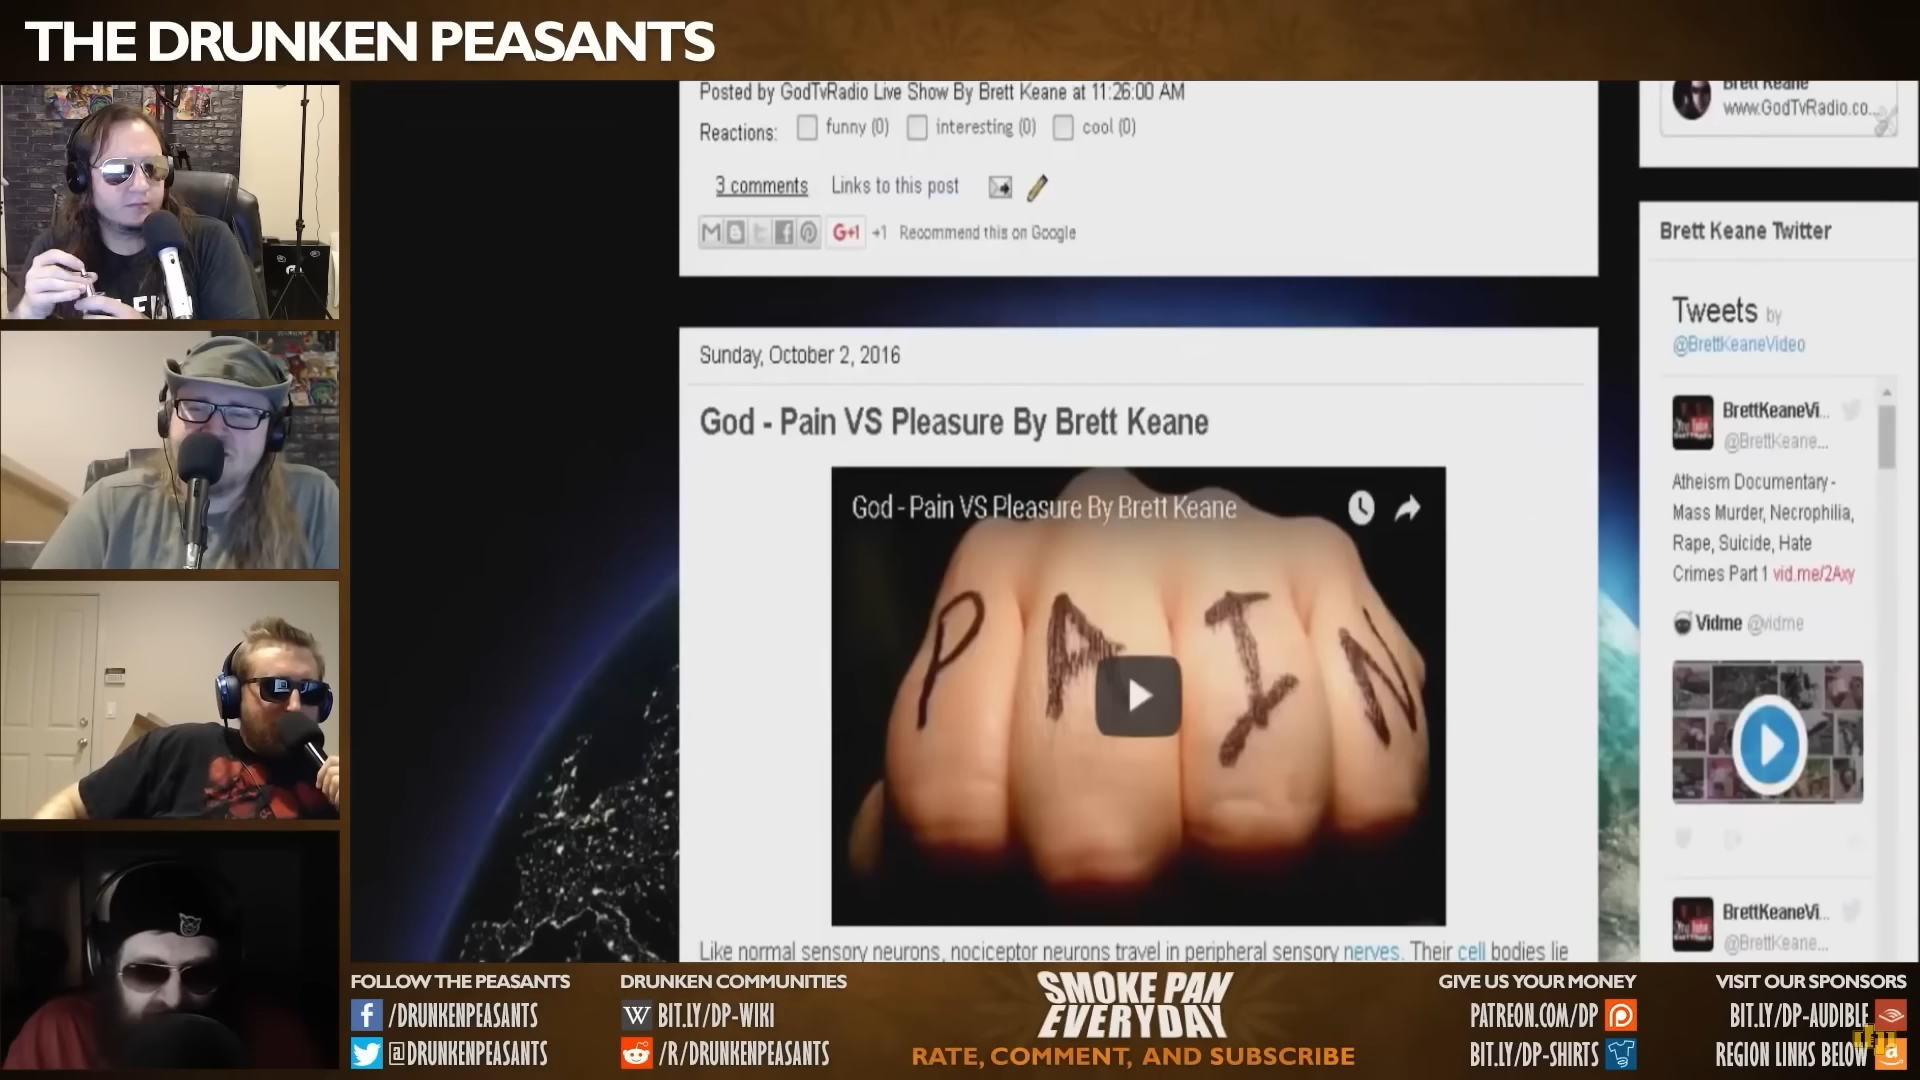 THE DRUNKEN PEASANTS
Posted by GodTvRadio Live Show By Brett Keane at 11:26:00 AM
Reactions: funny (0) interesting (0) cool (0)
3 comments Links to this post
G+1 +1 Recommend this on Google
Brett Keane
www.GodTvRadio.co...
Brett Keane Twitter
Tweets by
@BrettKeaneVideo
BrettKeaneVi...
@BrettKeane...
Atheism Documentary -
Mass Murder, Necrophilia,
Rape, Suicide, Hate
Crimes Part 1 vid.me/2Axy
Vidme @vidme
BrettKeaneVi...
@BrettKeane...
Sunday, October 2, 2016
God - Pain VS Pleasure By Brett Keane
God - Pain VS Pleasure By Brett Keane
PAIN
Like normal sensory neurons, nociceptor neurons travel in peripheral sensory nerves. Their cell bodies lie
FOLLOW THE PEASANTS
/DRUNKENPEASANTS
@DRUNKENPEASANTS
DRUNKEN COMMUNITIES
BIT.LY/DP-WIKI
/R/DRUNKENPEASANTS
SMOKE PAN
EVERYDAY
RATE, COMMENT, AND SUBSCRIBE
GIVE US YOUR MONEY
PATREON.COM/DP
BIT.LY/DP-SHIRTS
VISIT OUR SPONSORS
BIT.LY/DP-AUDIBLE
REGION LINKS BELOW